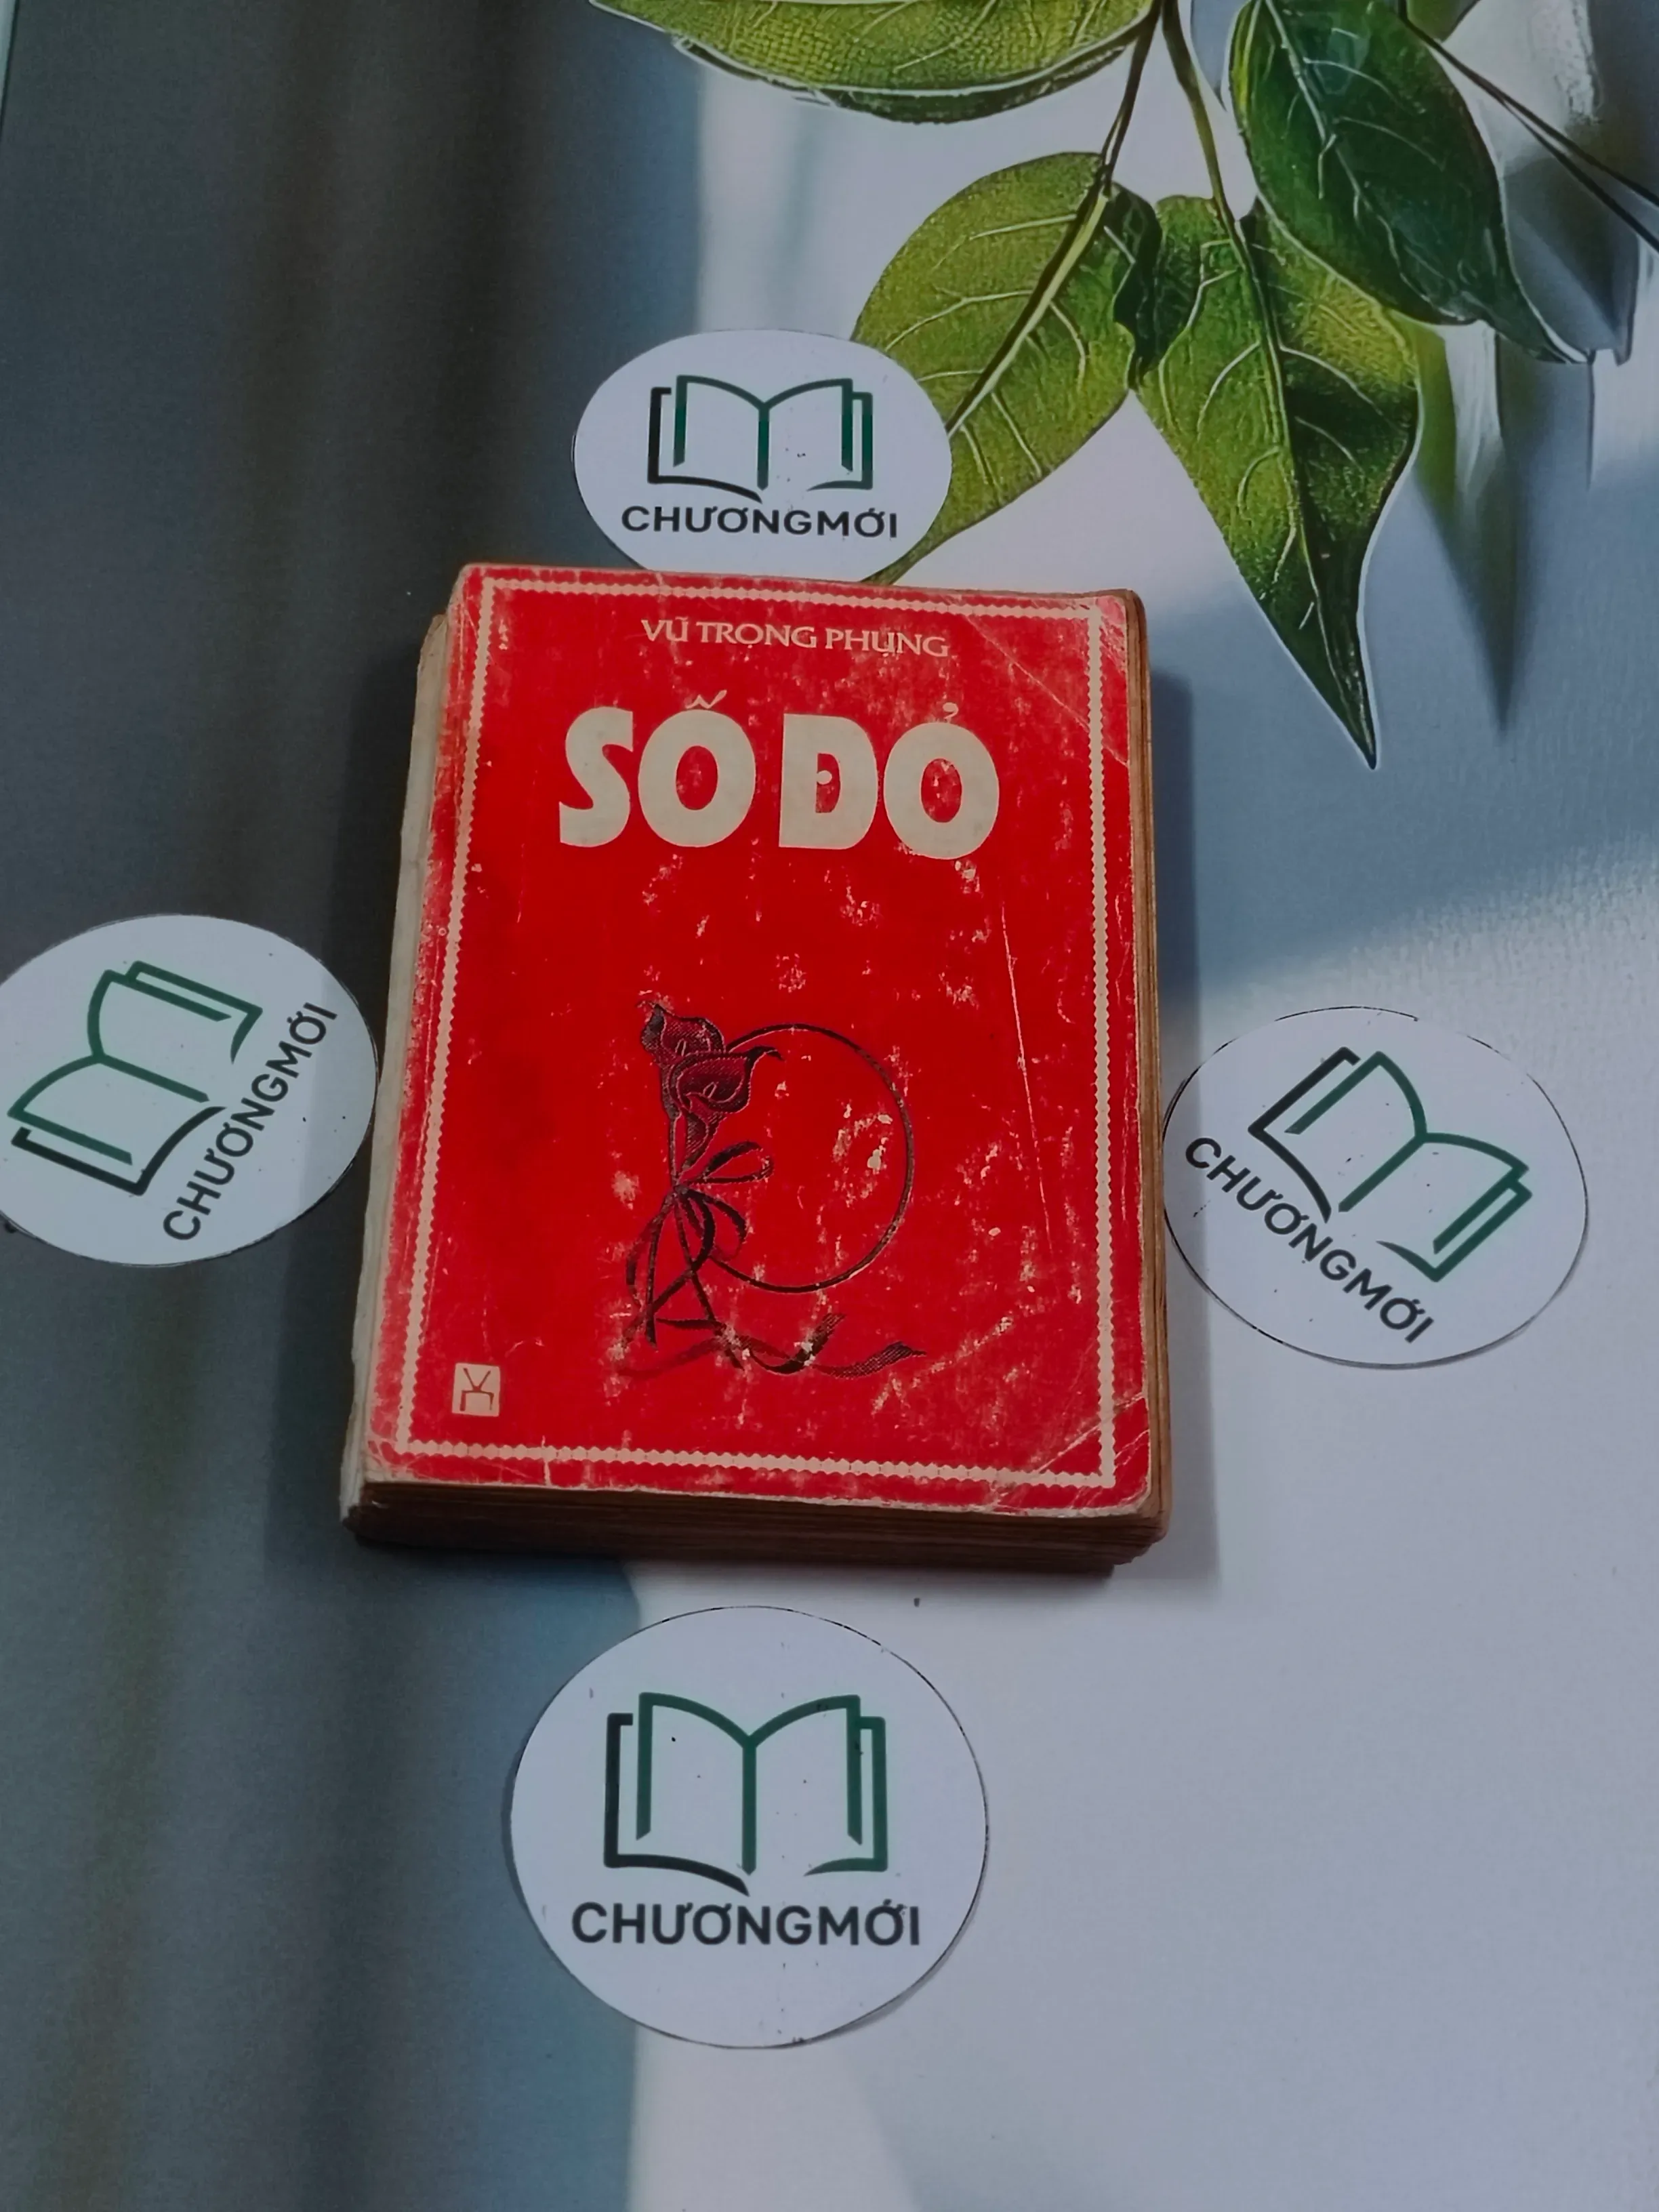 CHƯƠNGMỚI
VŨ TRỌNG PHỤNG
SỐ ĐỎ
CHƯƠNGMỚI
CHƯƠNGMỚI
CHƯƠNGMỚI